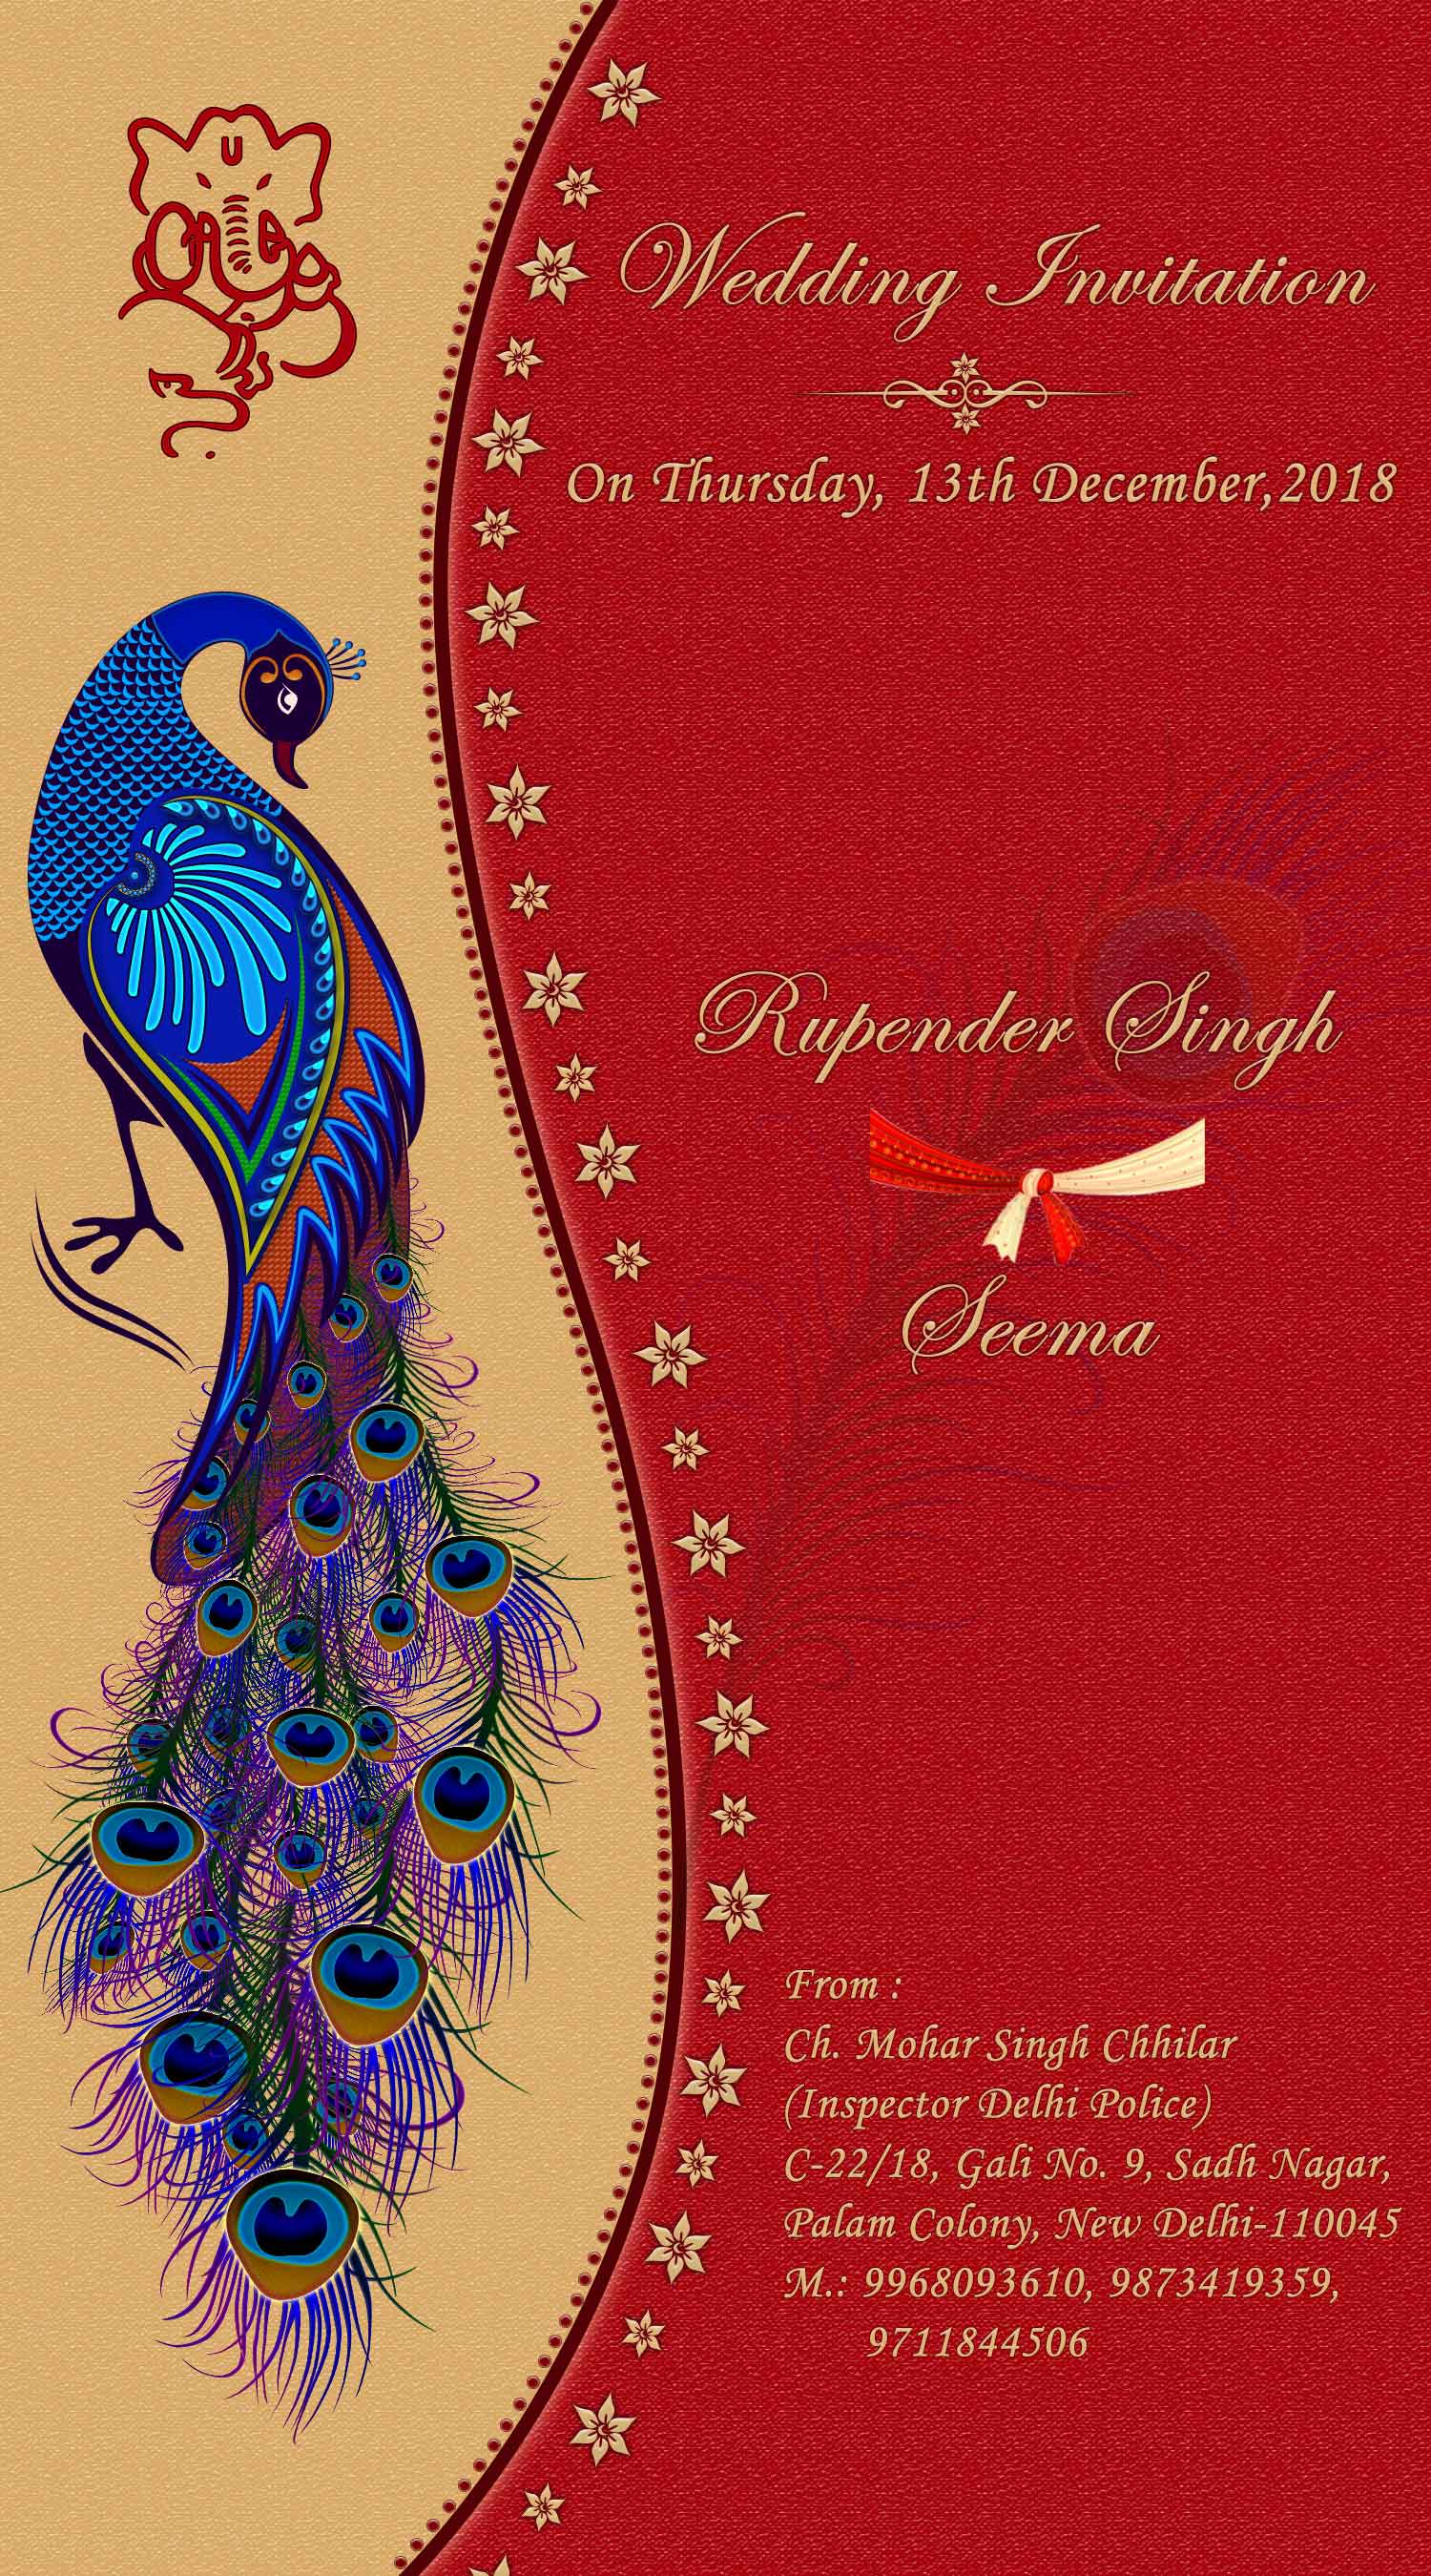 Wedding Invitation
On Thursday, 13th December,2018
Rupender Singh
Seema
From :
Ch. Mohar Singh Chhilar
(Inspector Delhi Police)
C-22/18, Gali No. 9, Sadh Nagar,
Palam Colony, New Delhi-110045
M.: 9968093610, 9873419359,
9711844506